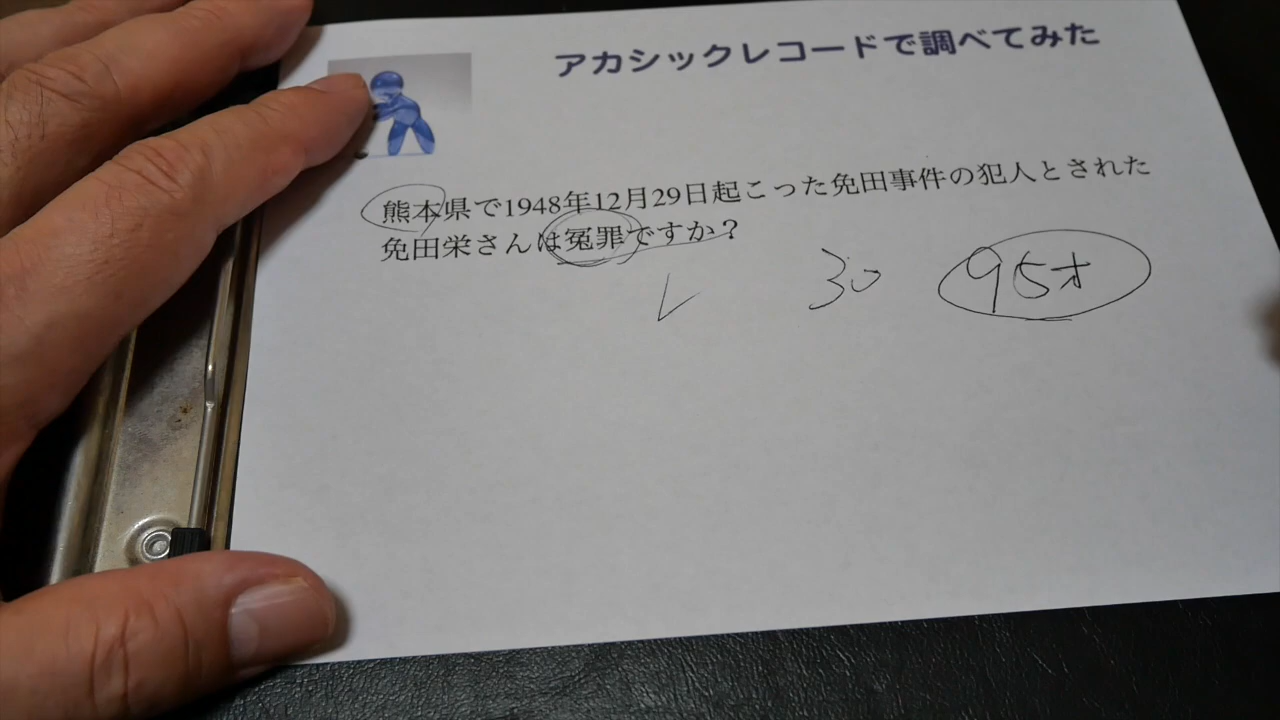 アカシックレコードで調べてみた
熊本県で1948年12月29日起こった免田事件の犯人とされた
免田栄さんは冤罪ですか？
30 95才